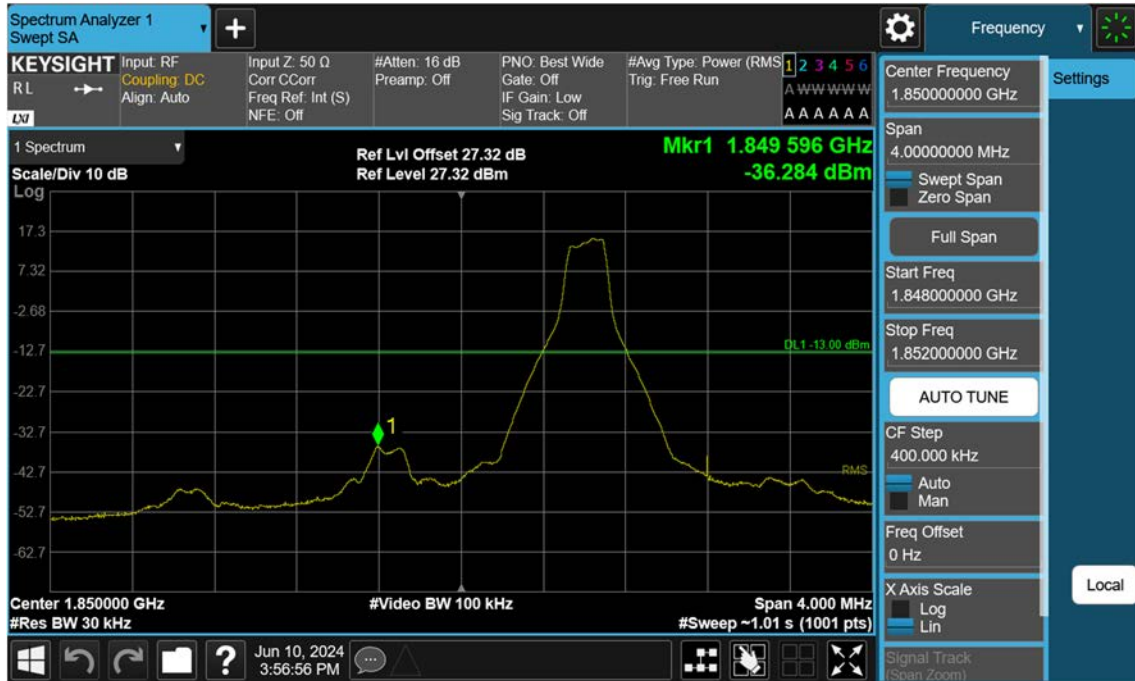 Spectrum Analyzer 1
Swept SA
+
Frequency
KEYSIGHT
R L
LXI
Input: RF
Coupling: DC
Align: Auto
Input Z: 50 Ω
Corr CCorr
Freq Ref: Int (S)
NFE: Off
#Atten: 16 dB
Preamp: Off
PNO: Best Wide
Gate: Off
IF Gain: Low
Sig Track: Off
#Avg Type: Power (RMS
Trig: Free Run
1 2 3 4 5 6
A W W W W W
A A A A A A
1 Spectrum
Scale/Div 10 dB
Log
Ref Lvl Offset 27.32 dB
Ref Level 27.32 dBm
Mkr1 1.849 596 GHz
-36.284 dBm
17.3
7.32
-2.68
-12.7
-22.7
-32.7
-42.7
-52.7
-62.7
DL1 -13.00 dBm
1
RMS
Center 1.850000 GHz
#Res BW 30 kHz
#Video BW 100 kHz
Span 4.000 MHz
#Sweep ~1.01 s (1001 pts)
Center Frequency
1.850000000 GHz
Settings
Span
4.00000000 MHz
Swept Span
Zero Span
Full Span
Start Freq
1.848000000 GHz
Stop Freq
1.852000000 GHz
AUTO TUNE
CF Step
400.000 kHz
Auto
Man
Freq Offset
0 Hz
X Axis Scale
Log
Lin
Local
Signal Track
(Span Zoom)
?
Jun 10, 2024
3:56:56 PM